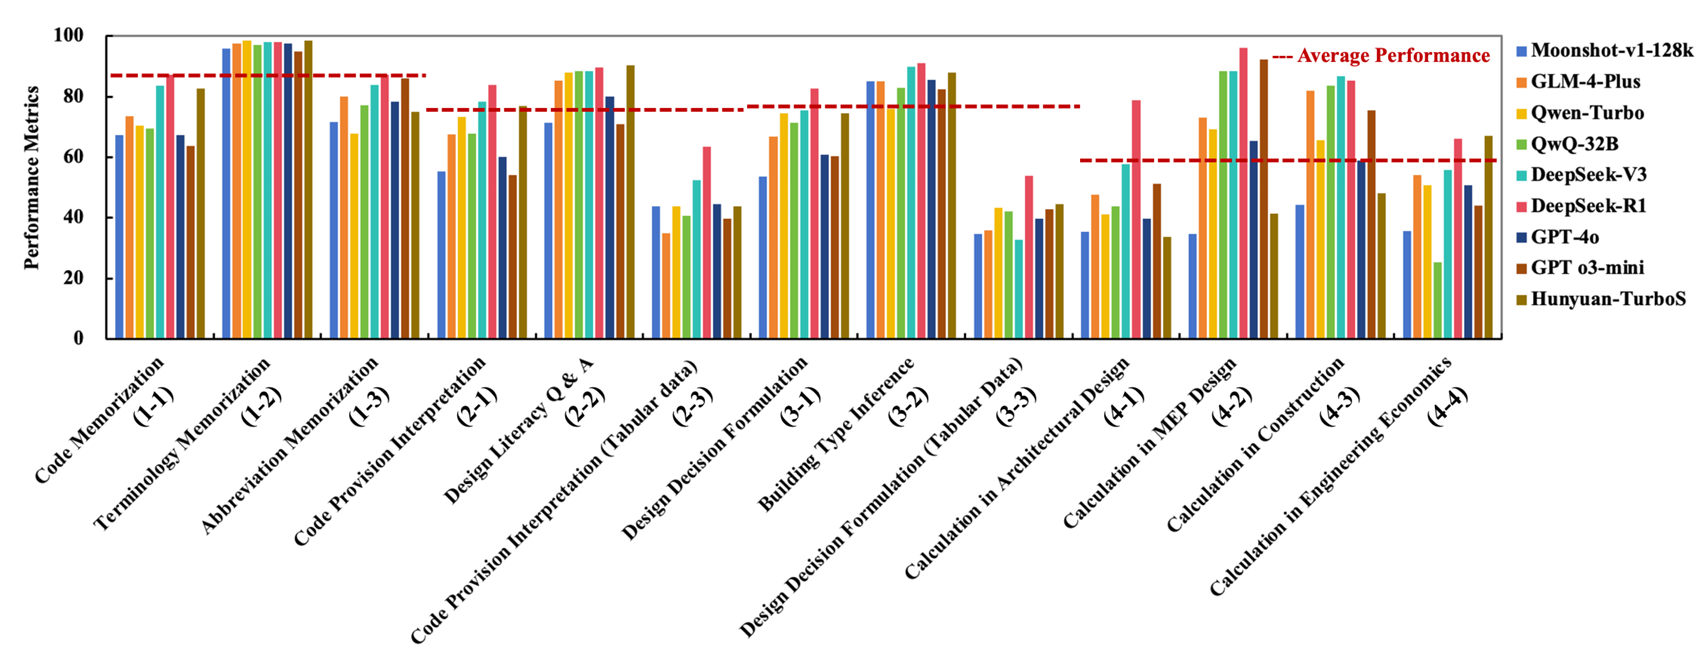 100
80
60
40
20
0
Performance Metrics
--- Average Performance
Moonshot-v1-128k
GLM-4-Plus
Qwen-Turbo
QwQ-32B
DeepSeek-V3
DeepSeek-R1
GPT-4o
GPT o3-mini
Hunyuan-TurboS
Code Memorization
(1-1)
Terminology Memorization
(1-2)
Abbreviation Memorization
(1-3)
Code Provision Interpretation
(2-1)
Design Literacy Q & A
(2-2)
Code Provision Interpretation (Tabular data)
(2-3)
Design Decision Formulation
(3-1)
Building Type Inference
(3-2)
Design Decision Formulation (Tabular Data)
(3-3)
Calculation in Architectural Design
(4-1)
Calculation in MEP Design
(4-2)
Calculation in Construction
(4-3)
Calculation in Engineering Economics
(4-4)